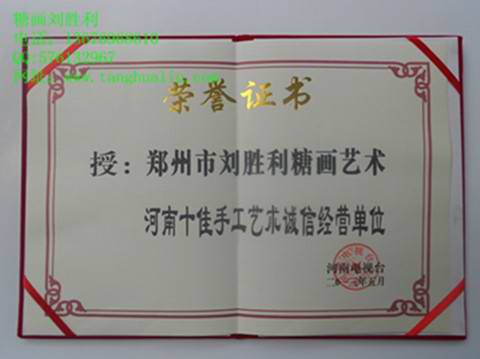 糖画刘胜利
QQ:576132967
荣誉证书
授：郑州市刘胜利糖画艺术
河南十佳手工艺术诚信经营单位
河南电视台